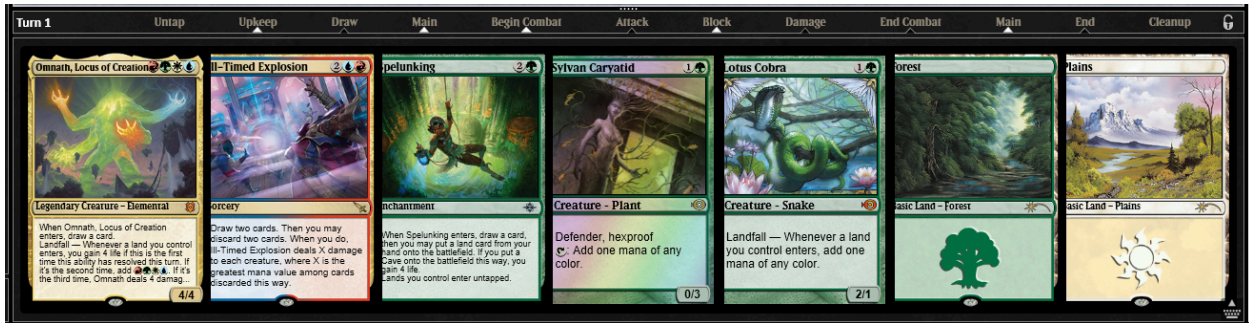 Turn 1 Untap Upkeep Draw Main Begin Combat Attack Block Damage End Combat Main End Cleanup
Omnath, Locus of Creation
Legendary Creature – Elemental
When Omnath, Locus of Creation
enters, draw a card.
Landfall — Whenever a land you control
enters, you gain 4 life if this is the first
time this ability has resolved this turn. If
it's the second time, add . If it's
the third time, Omnath deals 4 damag...
4/4
Ill-Timed Explosion 2
orcery
Draw two cards. Then you may
discard two cards. When you do,
Ill-Timed Explosion deals X damage
to each creature, where X is the
greatest mana value among cards
discarded this way.
pelunking 2
nchantment
When Spelunking enters, draw a card,
then you may put a land card from your
hand onto the battlefield. If you put a
Cave onto the battlefield this way, you
gain 4 life.
Lands you control enter untapped.
Sylvan Caryatid 1
Creature – Plant
Defender, hexproof
: Add one mana of any
color.
0/3
Lotus Cobra 1
Creature – Snake
Landfall — Whenever a land
you control enters, add one
mana of any color.
2/1
Forest
asic Land – Forest
Plains
asic Land – Plains